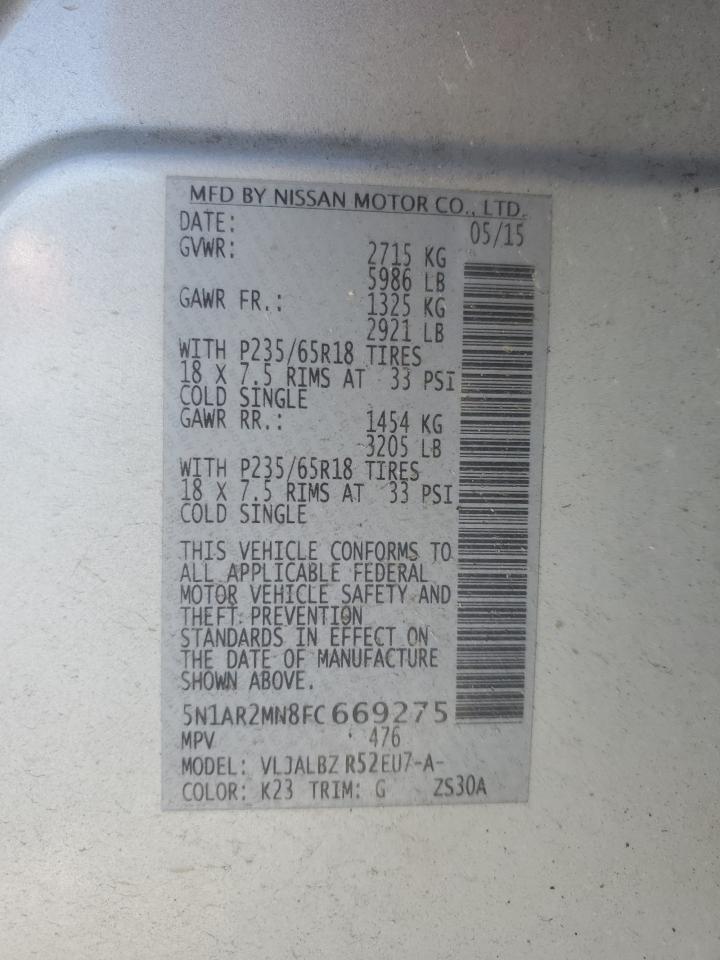 MFD BY NISSAN MOTOR CO., LTD.
DATE: 05/15
GVWR: 2715 KG
5986 LB
GAWR FR.: 1325 KG
2921 LB
WITH P235/65R18 TIRES
18 X 7.5 RIMS AT 33 PSI
COLD SINGLE
GAWR RR.: 1454 KG
3205 LB
WITH P235/65R18 TIRES
18 X 7.5 RIMS AT 33 PSI
COLD SINGLE
THIS VEHICLE CONFORMS TO
ALL APPLICABLE FEDERAL
MOTOR VEHICLE SAFETY AND
THEFT PREVENTION
STANDARDS IN EFFECT ON
THE DATE OF MANUFACTURE
SHOWN ABOVE.
5N1AR2MN8FC669275
MPV 476
MODEL: VLJALBZ R52EU7-A-
COLOR: K23 TRIM: G ZS30A